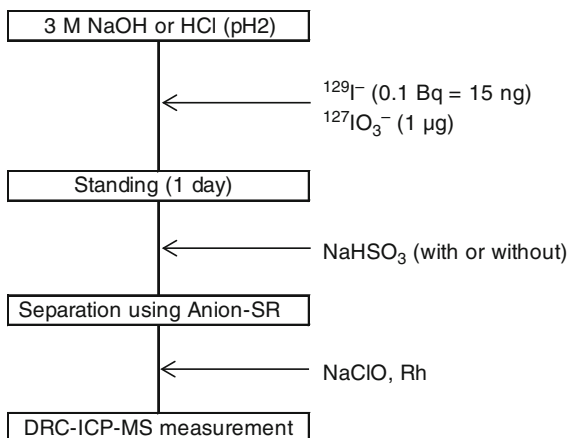 3 M NaOH or HCl (pH2)
¹²⁹I⁻ (0.1 Bq = 15 ng)
¹²⁷IO₃⁻ (1 µg)
Standing (1 day)
NaHSO₃ (with or without)
Separation using Anion-SR
NaClO, Rh
DRC-ICP-MS measurement